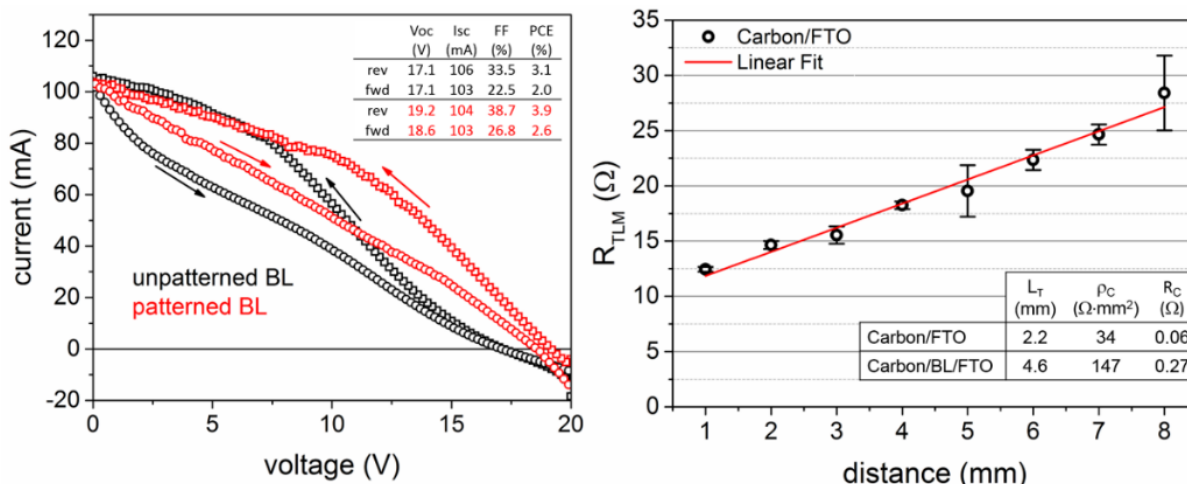 Voc Isc FF PCE
(V) (mA) (%) (%)
rev 17.1 106 33.5 3.1
fwd 17.1 103 22.5 2.0
rev 19.2 104 38.7 3.9
fwd 18.6 103 26.8 2.6
120
100
80
60
40
20
0
-20
current (mA)
unpatterned BL
patterned BL
0 5 10 15 20
voltage (V)
35
30
25
20
15
10
5
0
R_TLM (Ω)
Carbon/FTO
Linear Fit
L_T ρ_C R_C
(mm) (Ω·mm²) (Ω)
Carbon/FTO 2.2 34 0.06
Carbon/BL/FTO 4.6 147 0.27
1 2 3 4 5 6 7 8
distance (mm)